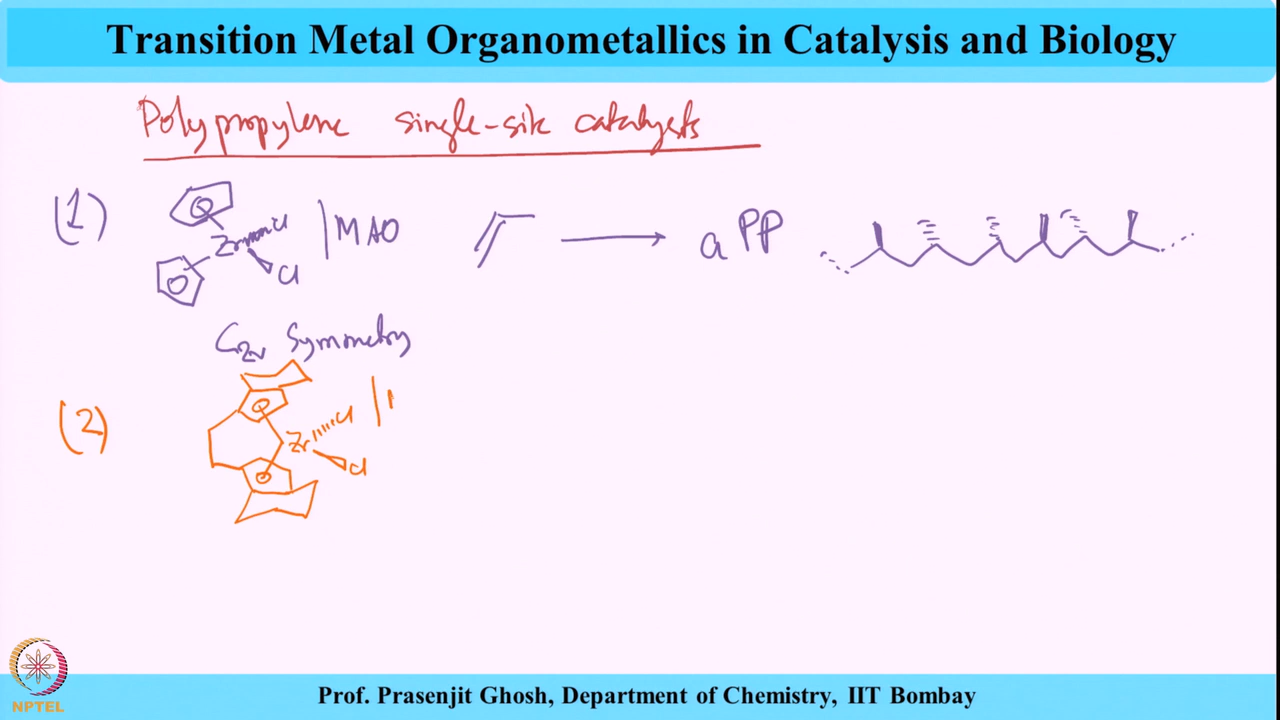 Transition Metal Organometallics in Catalysis and Biology
Polypropylene single-site catalysts
(1) Zr Cl Cl | MAO → a PP
C2v Symmetry
(2) Zr Cl Cl |
NPTEL
Prof. Prasenjit Ghosh, Department of Chemistry, IIT Bombay